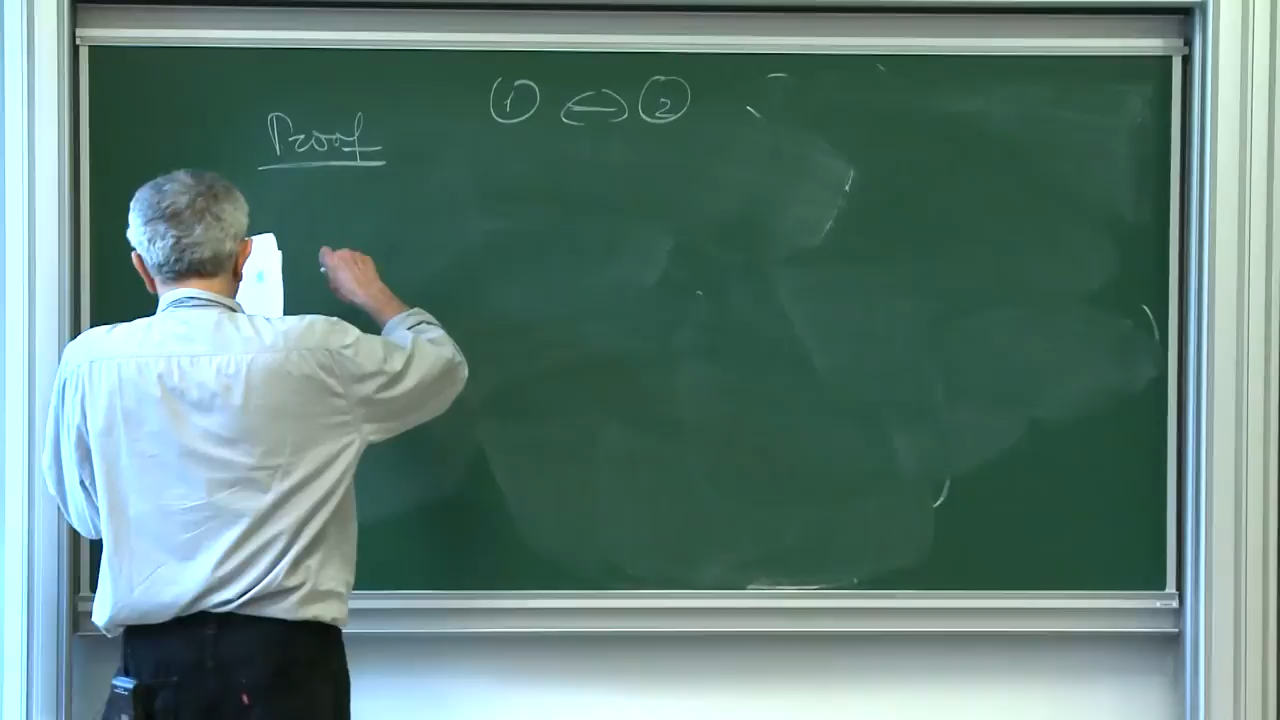 ① ⟺ ②
Proof